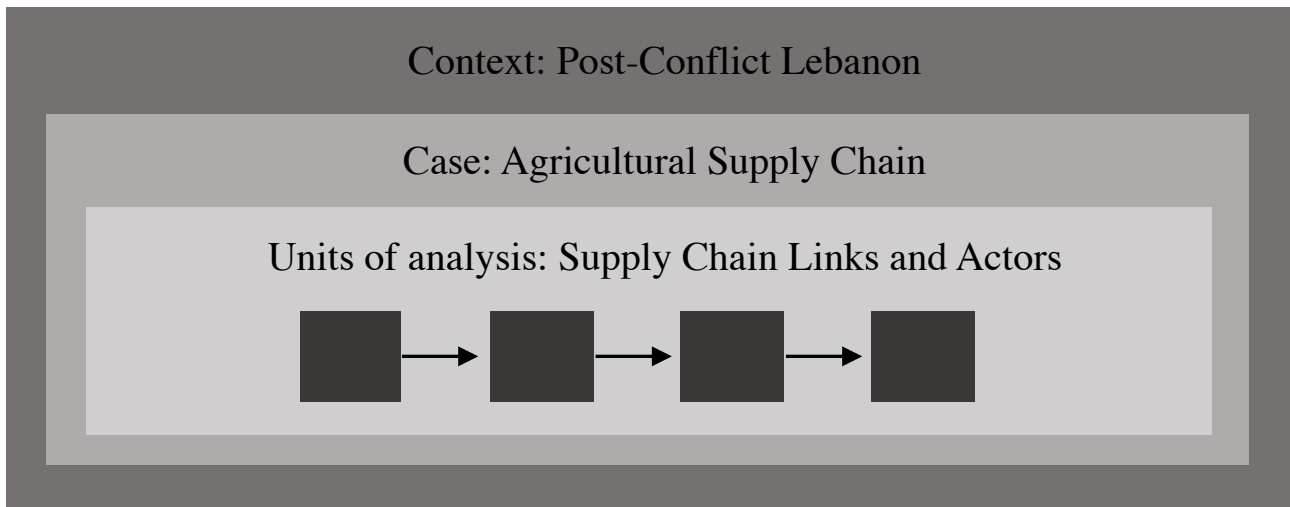 Context: Post-Conflict Lebanon
Case: Agricultural Supply Chain
Units of analysis: Supply Chain Links and Actors